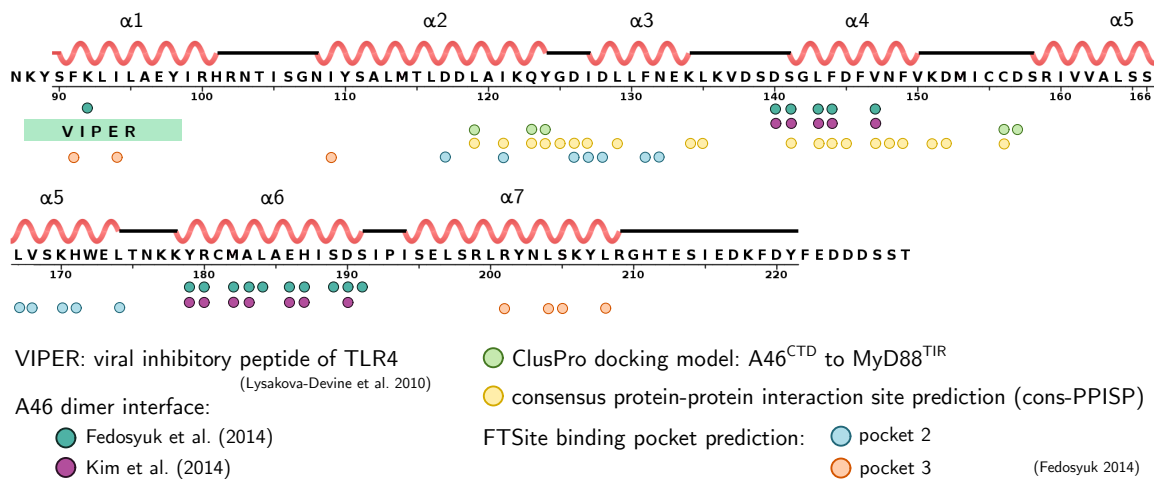 α1 α2 α3 α4 α5
NKYSFKLILAEYIRHRNTISGNIYSALMTLDDLAIKQYGDIDLLFNEKLKVDSDSGLFDFVNFVKDMICCDSRIVVALSS
90 100 110 120 130 140 150 160 166
VIPER
α5 α6 α7
LVSKHWELTNKKYRCMALAEHISDSIPISELSRLRYNLSKYLRGHTESIEDKFDYFEDDDSST
170 180 190 200 210 220
VIPER: viral inhibitory peptide of TLR4
(Lysakova-Devine et al. 2010)
A46 dimer interface:
Fedosyuk et al. (2014)
Kim et al. (2014)
ClusPro docking model: A46CTD to MyD88TIR
consensus protein-protein interaction site prediction (cons-PPISP)
FTSite binding pocket prediction:
pocket 2
pocket 3
(Fedosyuk 2014)